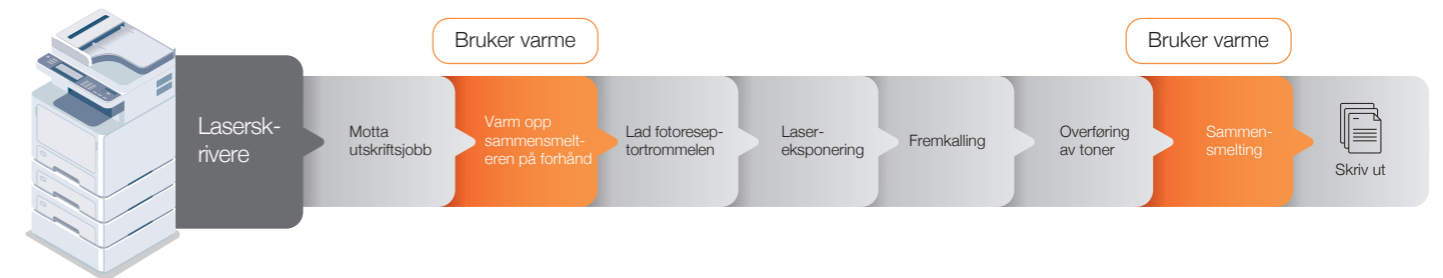 Bruker varme
Bruker varme
Lasersk-
rivere
Motta
utskriftsjobb
Varm opp
sammensmelt-
eren på forhånd
Lad fotoresep-
tortrommelen
Laser-
eksponering
Fremkalling
Overføring
av toner
Sammen-
smelting
Skriv ut